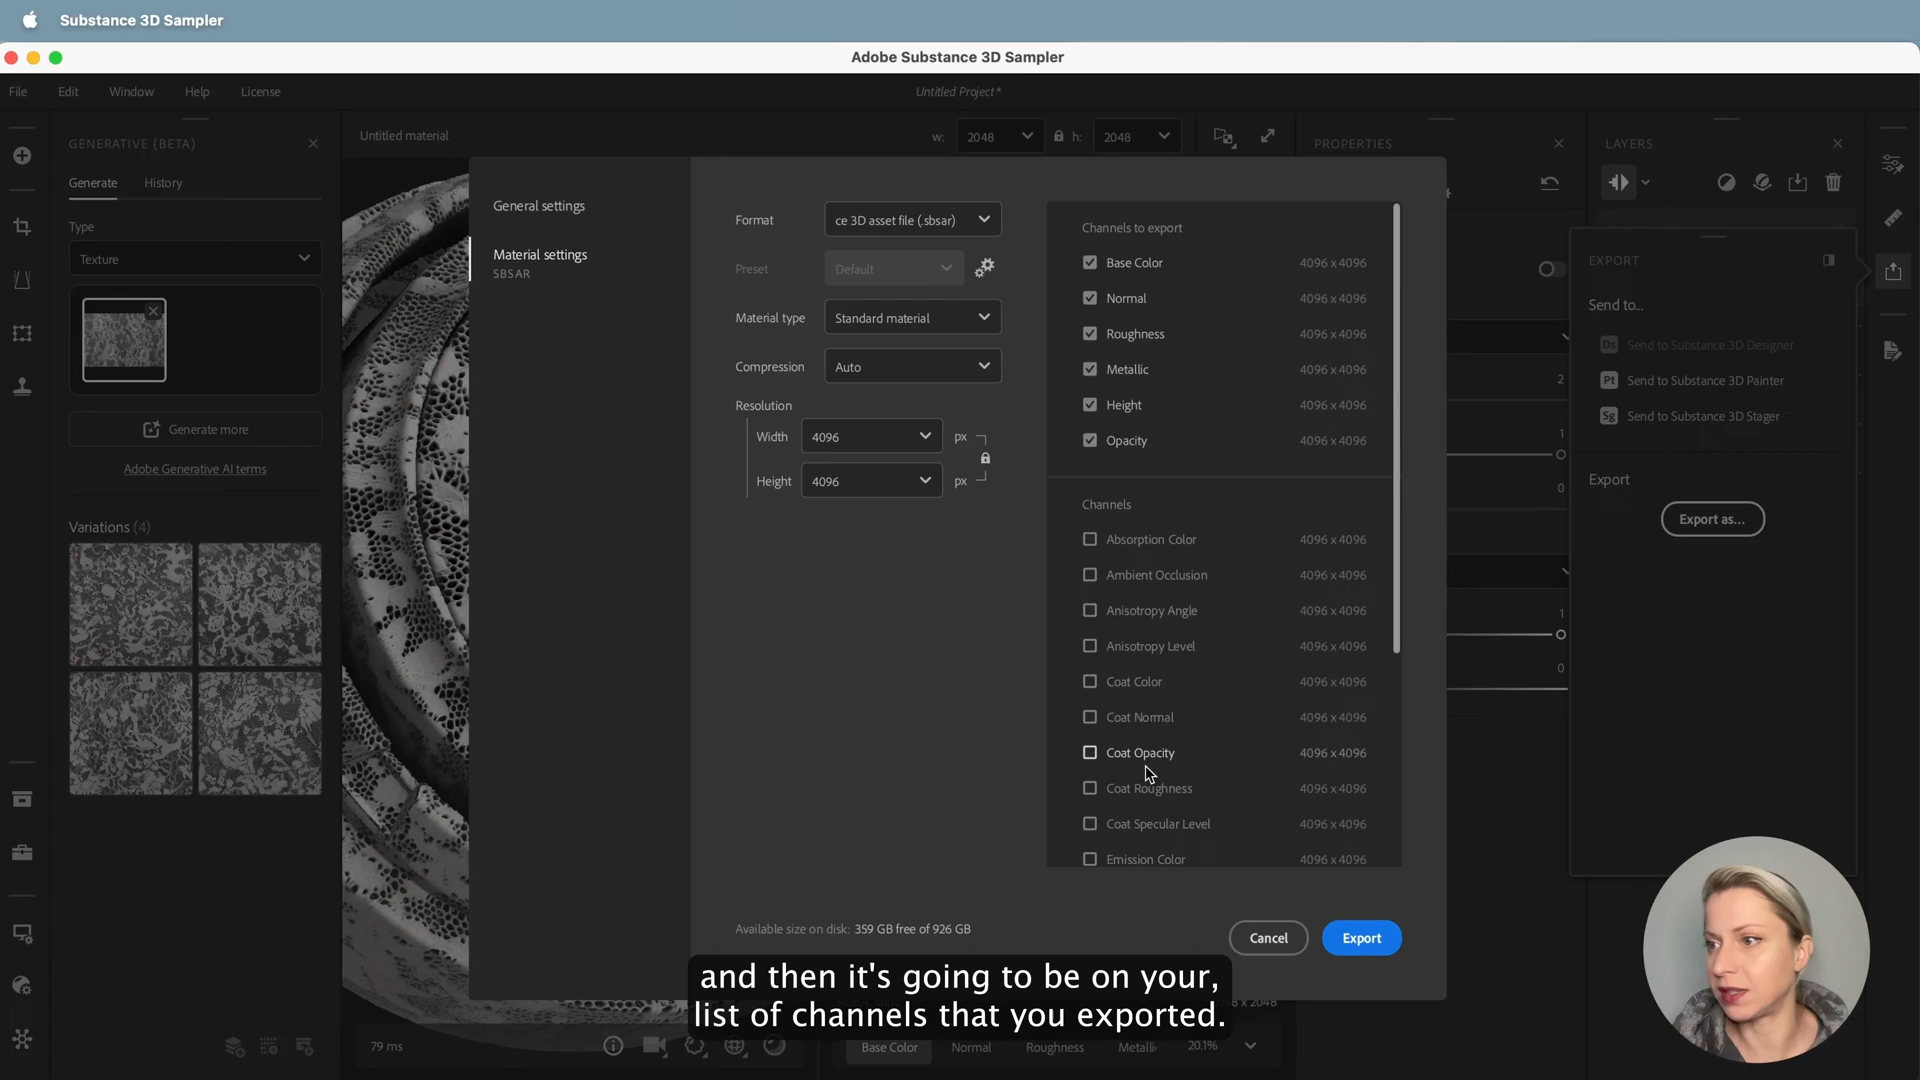 Substance 3D Sampler
Adobe Substance 3D Sampler
File Edit Window Help License
Untitled Project*
GENERATIVE (BETA)
Generate History
Type
Texture
Generate more
Adobe Generative AI terms
Variations (4)
Untitled material
w: 2048 h: 2048
General settings
Material settings
SBSAR
Format ce 3D asset file (.sbsar)
Preset Default
Material type Standard material
Compression Auto
Resolution
Width 4096 px
Height 4096 px
Channels to export
Base Color 4096 x 4096
Normal 4096 x 4096
Roughness 4096 x 4096
Metallic 4096 x 4096
Height 4096 x 4096
Opacity 4096 x 4096
Channels
Absorption Color 4096 x 4096
Ambient Occlusion 4096 x 4096
Anisotropy Angle 4096 x 4096
Anisotropy Level 4096 x 4096
Coat Color 4096 x 4096
Coat Normal 4096 x 4096
Coat Opacity 4096 x 4096
Coat Roughness 4096 x 4096
Coat Specular Level 4096 x 4096
Emission Color 4096 x 4096
Available size on disk: 359 GB free of 926 GB
Cancel Export
PROPERTIES
2
1
0
1
0
LAYERS
EXPORT
Send to...
Ds Send to Substance 3D Designer
Pt Send to Substance 3D Painter
Sg Send to Substance 3D Stager
Export
Export as...
and then it's going to be on your,
list of channels that you exported.
x 2048
79 ms
Base Color Normal Roughness Metalli 20.1%